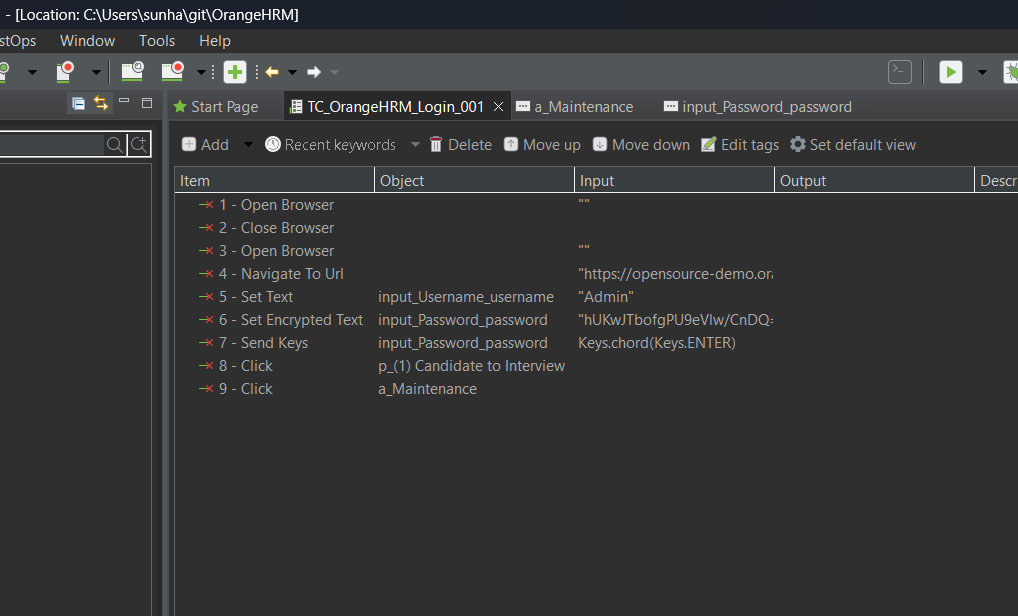 - [Location: C:\Users\sunha\git\OrangeHRM]
stOps Window Tools Help
Start Page TC_OrangeHRM_Login_001 a_Maintenance input_Password_password
Add Recent keywords Delete Move up Move down Edit tags Set default view
Item Object Input Output Descr
1 - Open Browser ""
2 - Close Browser
3 - Open Browser ""
4 - Navigate To Url "https://opensource-demo.ora
5 - Set Text input_Username_username "Admin"
6 - Set Encrypted Text input_Password_password "hUKwJTbofgPU9eVlw/CnDQ=
7 - Send Keys input_Password_password Keys.chord(Keys.ENTER)
8 - Click p_(1) Candidate to Interview
9 - Click a_Maintenance